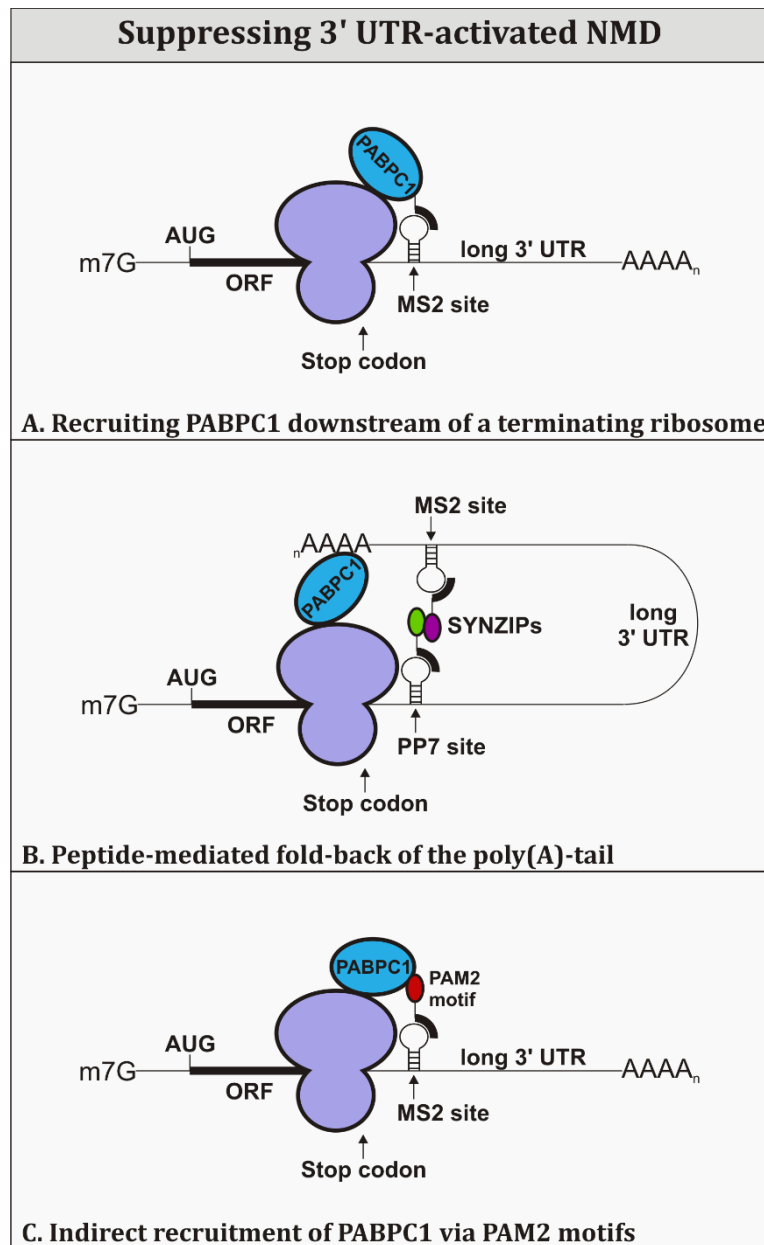 Suppressing 3' UTR-activated NMD
PABPC1
AUG
long 3' UTR
m7G
AAAAn
ORF
MS2 site
Stop codon
A. Recruiting PABPC1 downstream of a terminating ribosome
MS2 site
nAAAA
PABPC1
SYNZIPs
long
3' UTR
AUG
m7G
ORF
PP7 site
Stop codon
B. Peptide-mediated fold-back of the poly(A)-tail
PABPC1
PAM2
motif
AUG
long 3' UTR
m7G
AAAAn
ORF
MS2 site
Stop codon
C. Indirect recruitment of PABPC1 via PAM2 motifs